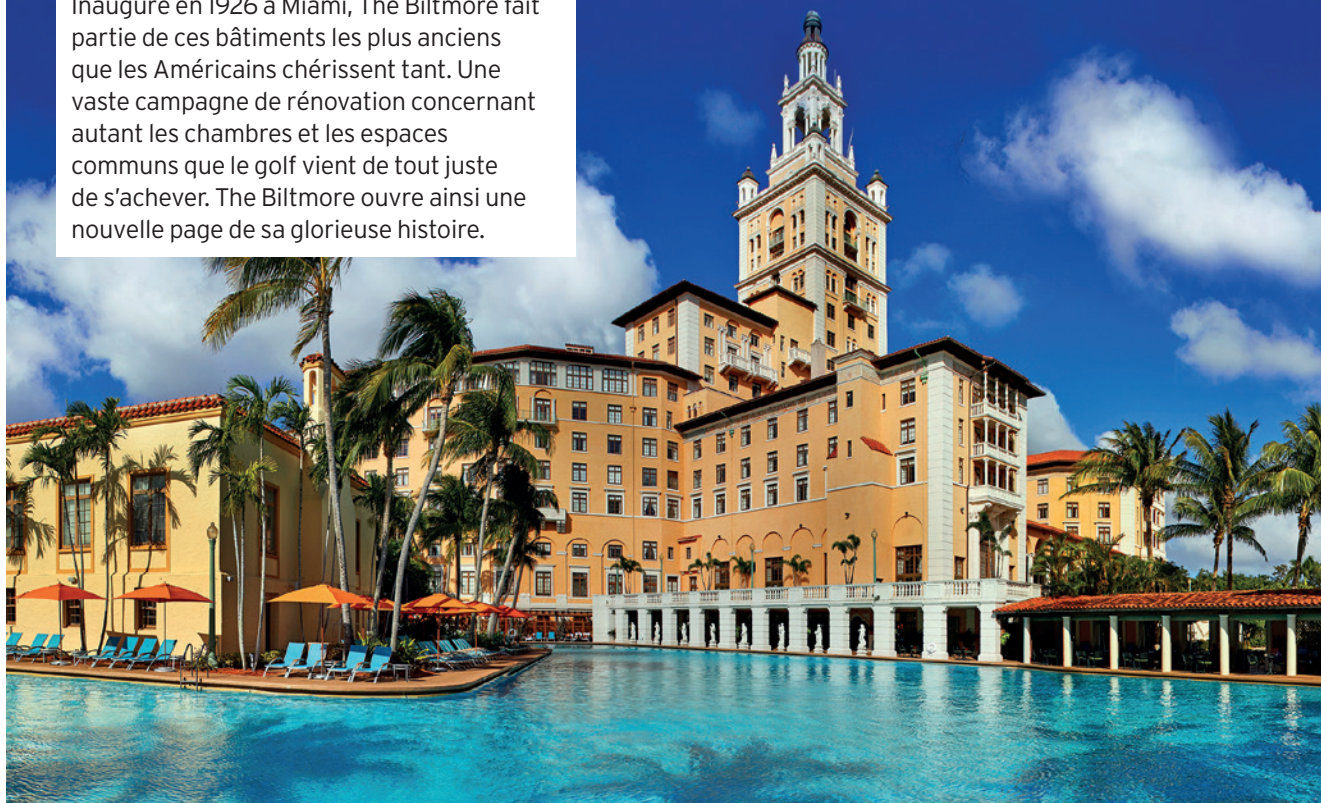 Inauguré en 1926 à Miami, The Biltmore fait
partie de ces bâtiments les plus anciens
que les Américains chérissent tant. Une
vaste campagne de rénovation concernant
autant les chambres et les espaces
communs que le golf vient de tout juste
de s’achever. The Biltmore ouvre ainsi une
nouvelle page de sa glorieuse histoire.